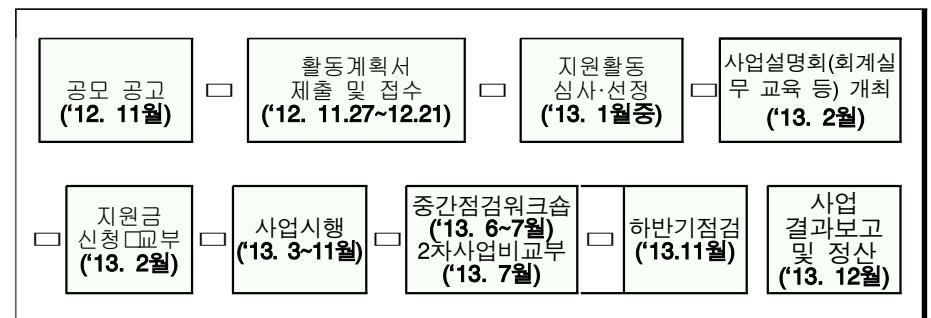 공모 공고
(‘12. 11월)
□
활동계획서
제출 및 접수
(‘12. 11.27~12.21)
□
지원활동
심사·선정
(‘13. 1월중)
□
사업설명회(회계실
무 교육 등) 개최
(‘13. 2월)
□
지원금
신청□교부
(‘13. 2월)
□
사업시행
(‘13. 3~11월)
□
중간점검워크숍
(‘13. 6~7월)
2차사업비교부
(‘13. 7월)
□
하반기점검
(‘13.11월)
사업
결과보고
및 정산
(‘13. 12월)